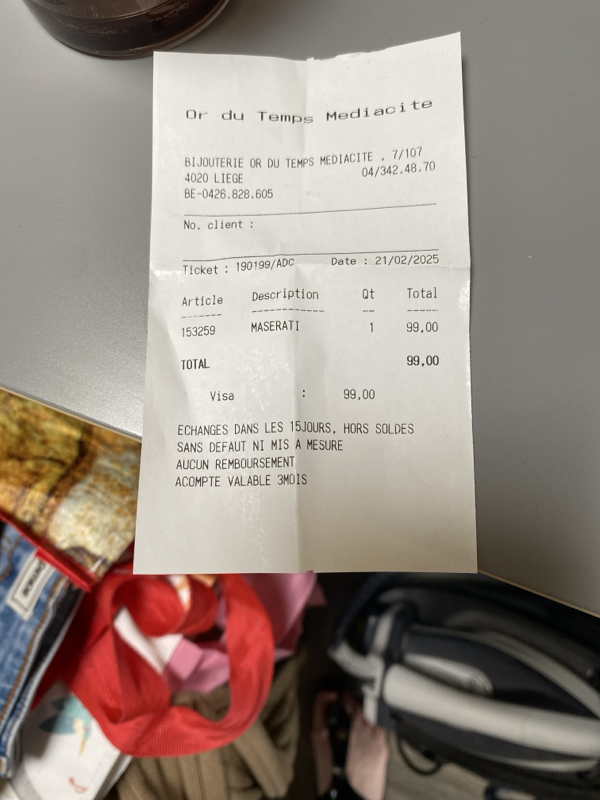 Or du Temps Mediacite
BIJOUTERIE OR DU TEMPS MEDIACITE , 7/107
4020 LIEGE 04/342.48.70
BE-0426.828.605
No. client :
Ticket : 190199/ADC Date : 21/02/2025
Article Description Qt Total
153259 MASERATI 1 99,00
TOTAL 99,00
Visa : 99,00
ECHANGES DANS LES 15JOURS, HORS SOLDES
SANS DEFAUT NI MIS A MESURE
AUCUN REMBOURSEMENT
ACOMPTE VALABLE 3MOIS